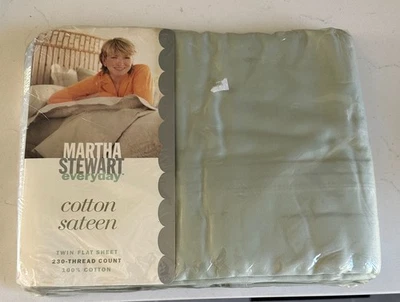 MARTHA
STEWART
everyday
cotton
sateen
TWIN FLAT SHEET
230-THREAD COUNT
100% COTTON